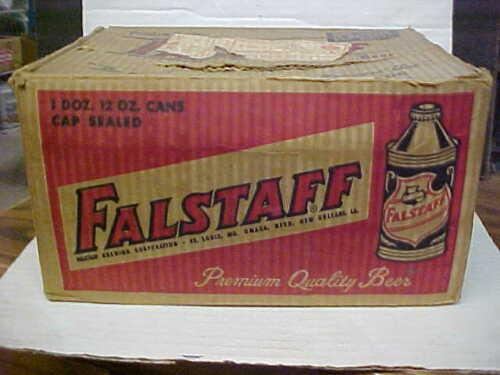 1 DOZ. 12 OZ. CANS
CAP SEALED
FALSTAFF
FALSTAFF BREWING CORPORATION - ST. LOUIS, MO. OMAHA, NEBR. NEW ORLEANS, LA.
FALSTAFF
Premium Quality Beer